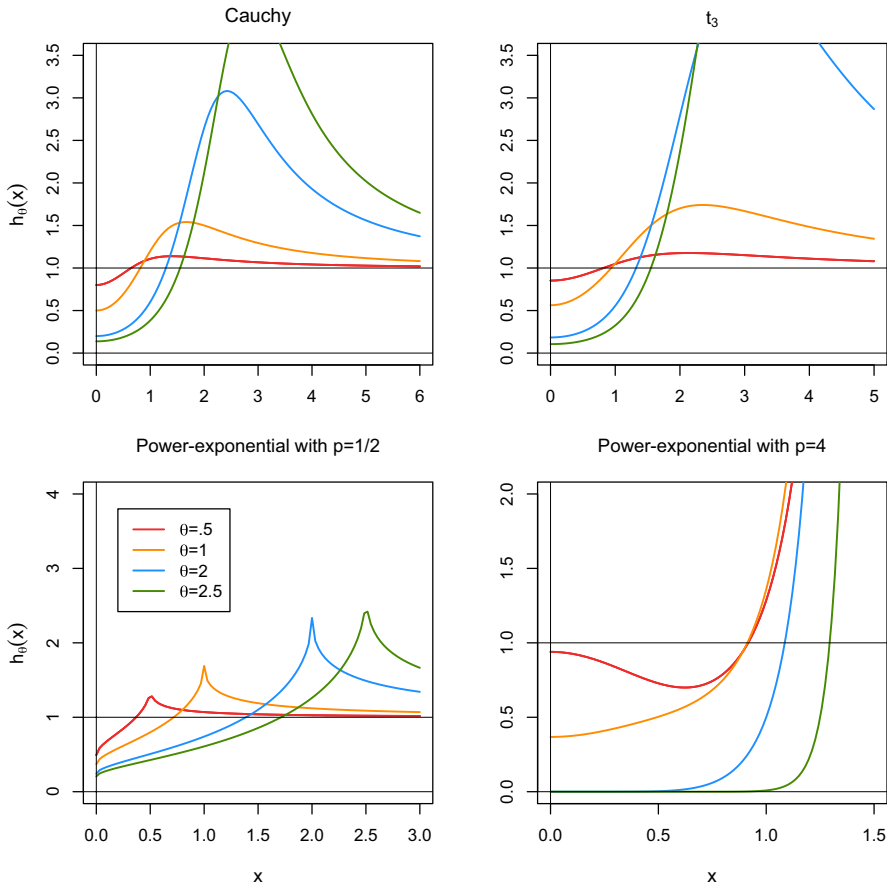 Cauchy
t₃
hθ(x)
3.5
3.0
2.5
2.0
1.5
1.0
0.5
0.0
0 1 2 3 4 5 6
3.5
3.0
2.5
2.0
1.5
1.0
0.5
0.0
0 1 2 3 4 5
Power-exponential with p=1/2
Power-exponential with p=4
hθ(x)
4
3
2
1
0
θ=.5
θ=1
θ=2
θ=2.5
0.0 0.5 1.0 1.5 2.0 2.5 3.0
x
2.0
1.5
1.0
0.5
0.0
0.0 0.5 1.0 1.5
x